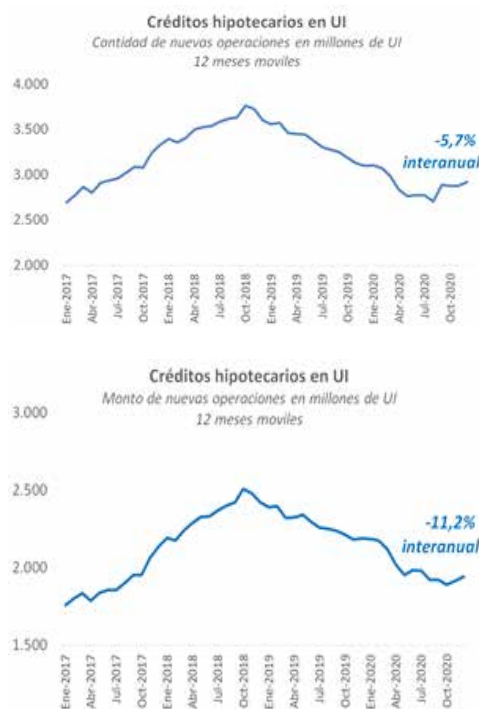 Créditos hipotecarios en UI
Cantidad de nuevas operaciones en millones de UI
12 meses moviles
4.000
3.500
3.000
2.500
2.000
-5,7%
interanual
Ene-2017
Abr-2017
Jul-2017
Oct-2017
Ene-2018
Abr-2018
Jul-2018
Oct-2018
Ene-2019
Abr-2019
Jul-2019
Oct-2019
Ene-2020
Abr-2020
Jul-2020
Oct-2020
Créditos hipotecarios en UI
Monto de nuevas operaciones en millones de UI
12 meses moviles
3.000
2.500
2.000
1.500
-11,2%
interanual
Ene-2017
Abr-2017
Jul-2017
Oct-2017
Ene-2018
Abr-2018
Jul-2018
Oct-2018
Ene-2019
Abr-2019
Jul-2019
Oct-2019
Ene-2020
Abr-2020
Jul-2020
Oct-2020